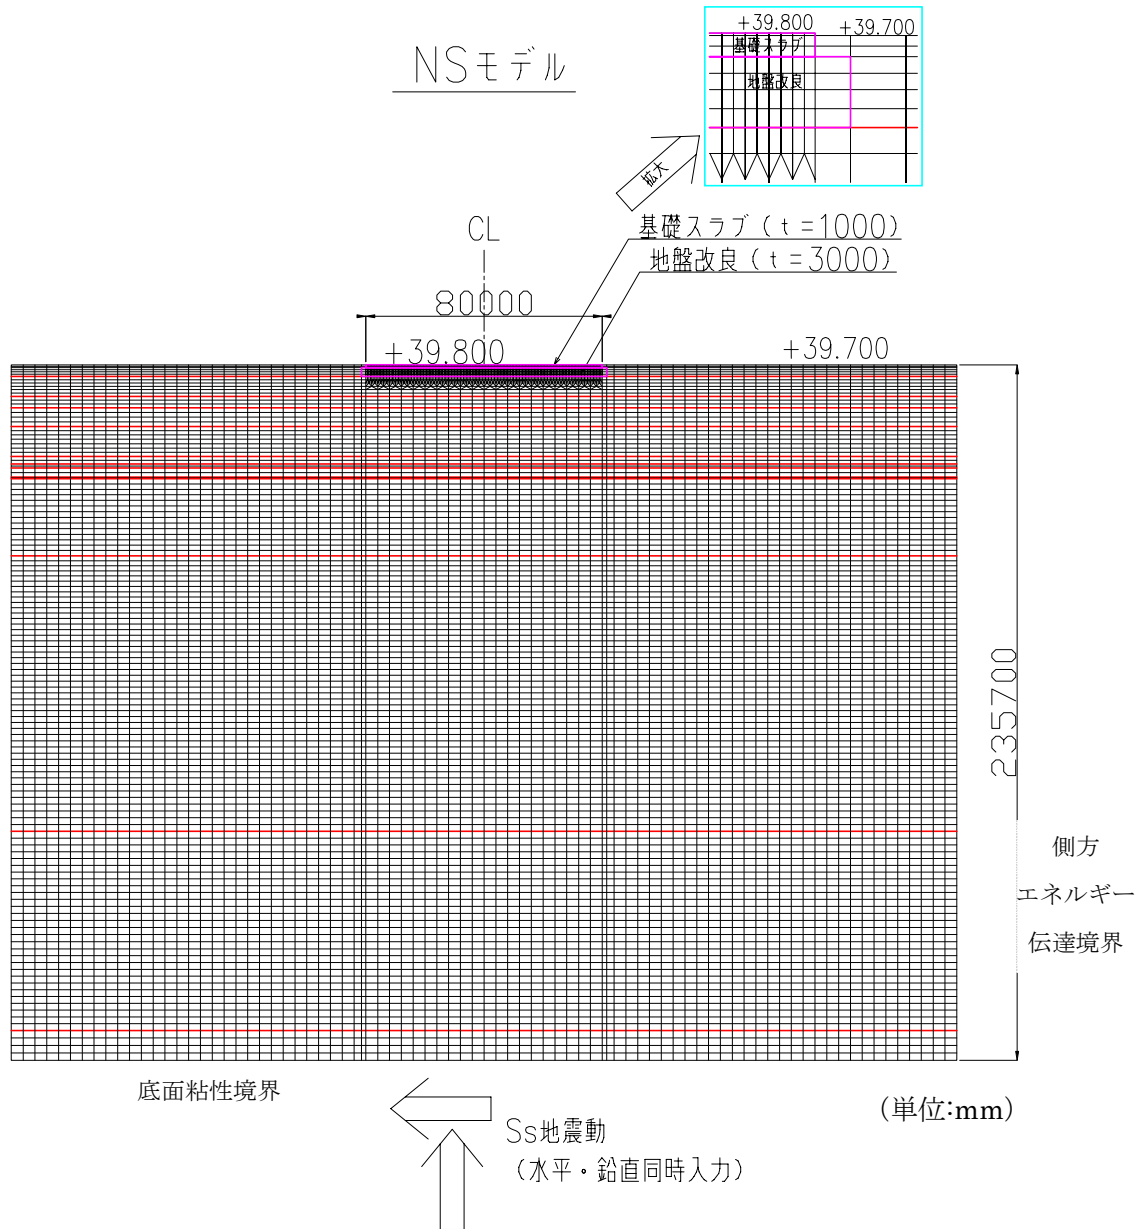 +39.800
+39.700
基礎スラブ
地盤改良
NSモデル
拡大
CL
基礎スラブ(t=1000)
地盤改良(t=3000)
80000
+39.800
+39.700
235700
側方
エネルギー
伝達境界
底面粘性境界
(単位:mm)
Ss地震動
(水平・鉛直同時入力)